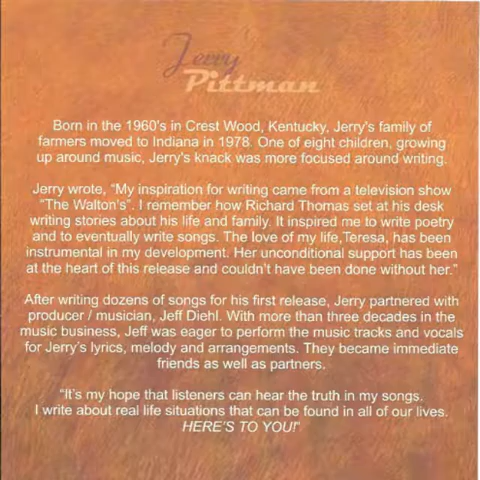 Jerry
Pittman
Born in the 1960's in Crest Wood, Kentucky, Jerry's family of
farmers moved to Indiana in 1978. One of eight children, growing
up around music, Jerry's knack was more focused around writing.
Jerry wrote, "My inspiration for writing came from a television show
"The Walton's". I remember how Richard Thomas set at his desk
writing stories about his life and family. It inspired me to write poetry
and to eventually write songs. The love of my life,Teresa, has been
instrumental in my development. Her unconditional support has been
at the heart of this release and couldn't have been done without her."
After writing dozens of songs for his first release, Jerry partnered with
producer / musician, Jeff Diehl. With more than three decades in the
music business, Jeff was eager to perform the music tracks and vocals
for Jerry's lyrics, melody and arrangements. They became immediate
friends as well as partners.
"It's my hope that listeners can hear the truth in my songs.
I write about real life situations that can be found in all of our lives.
HERE'S TO YOU!"